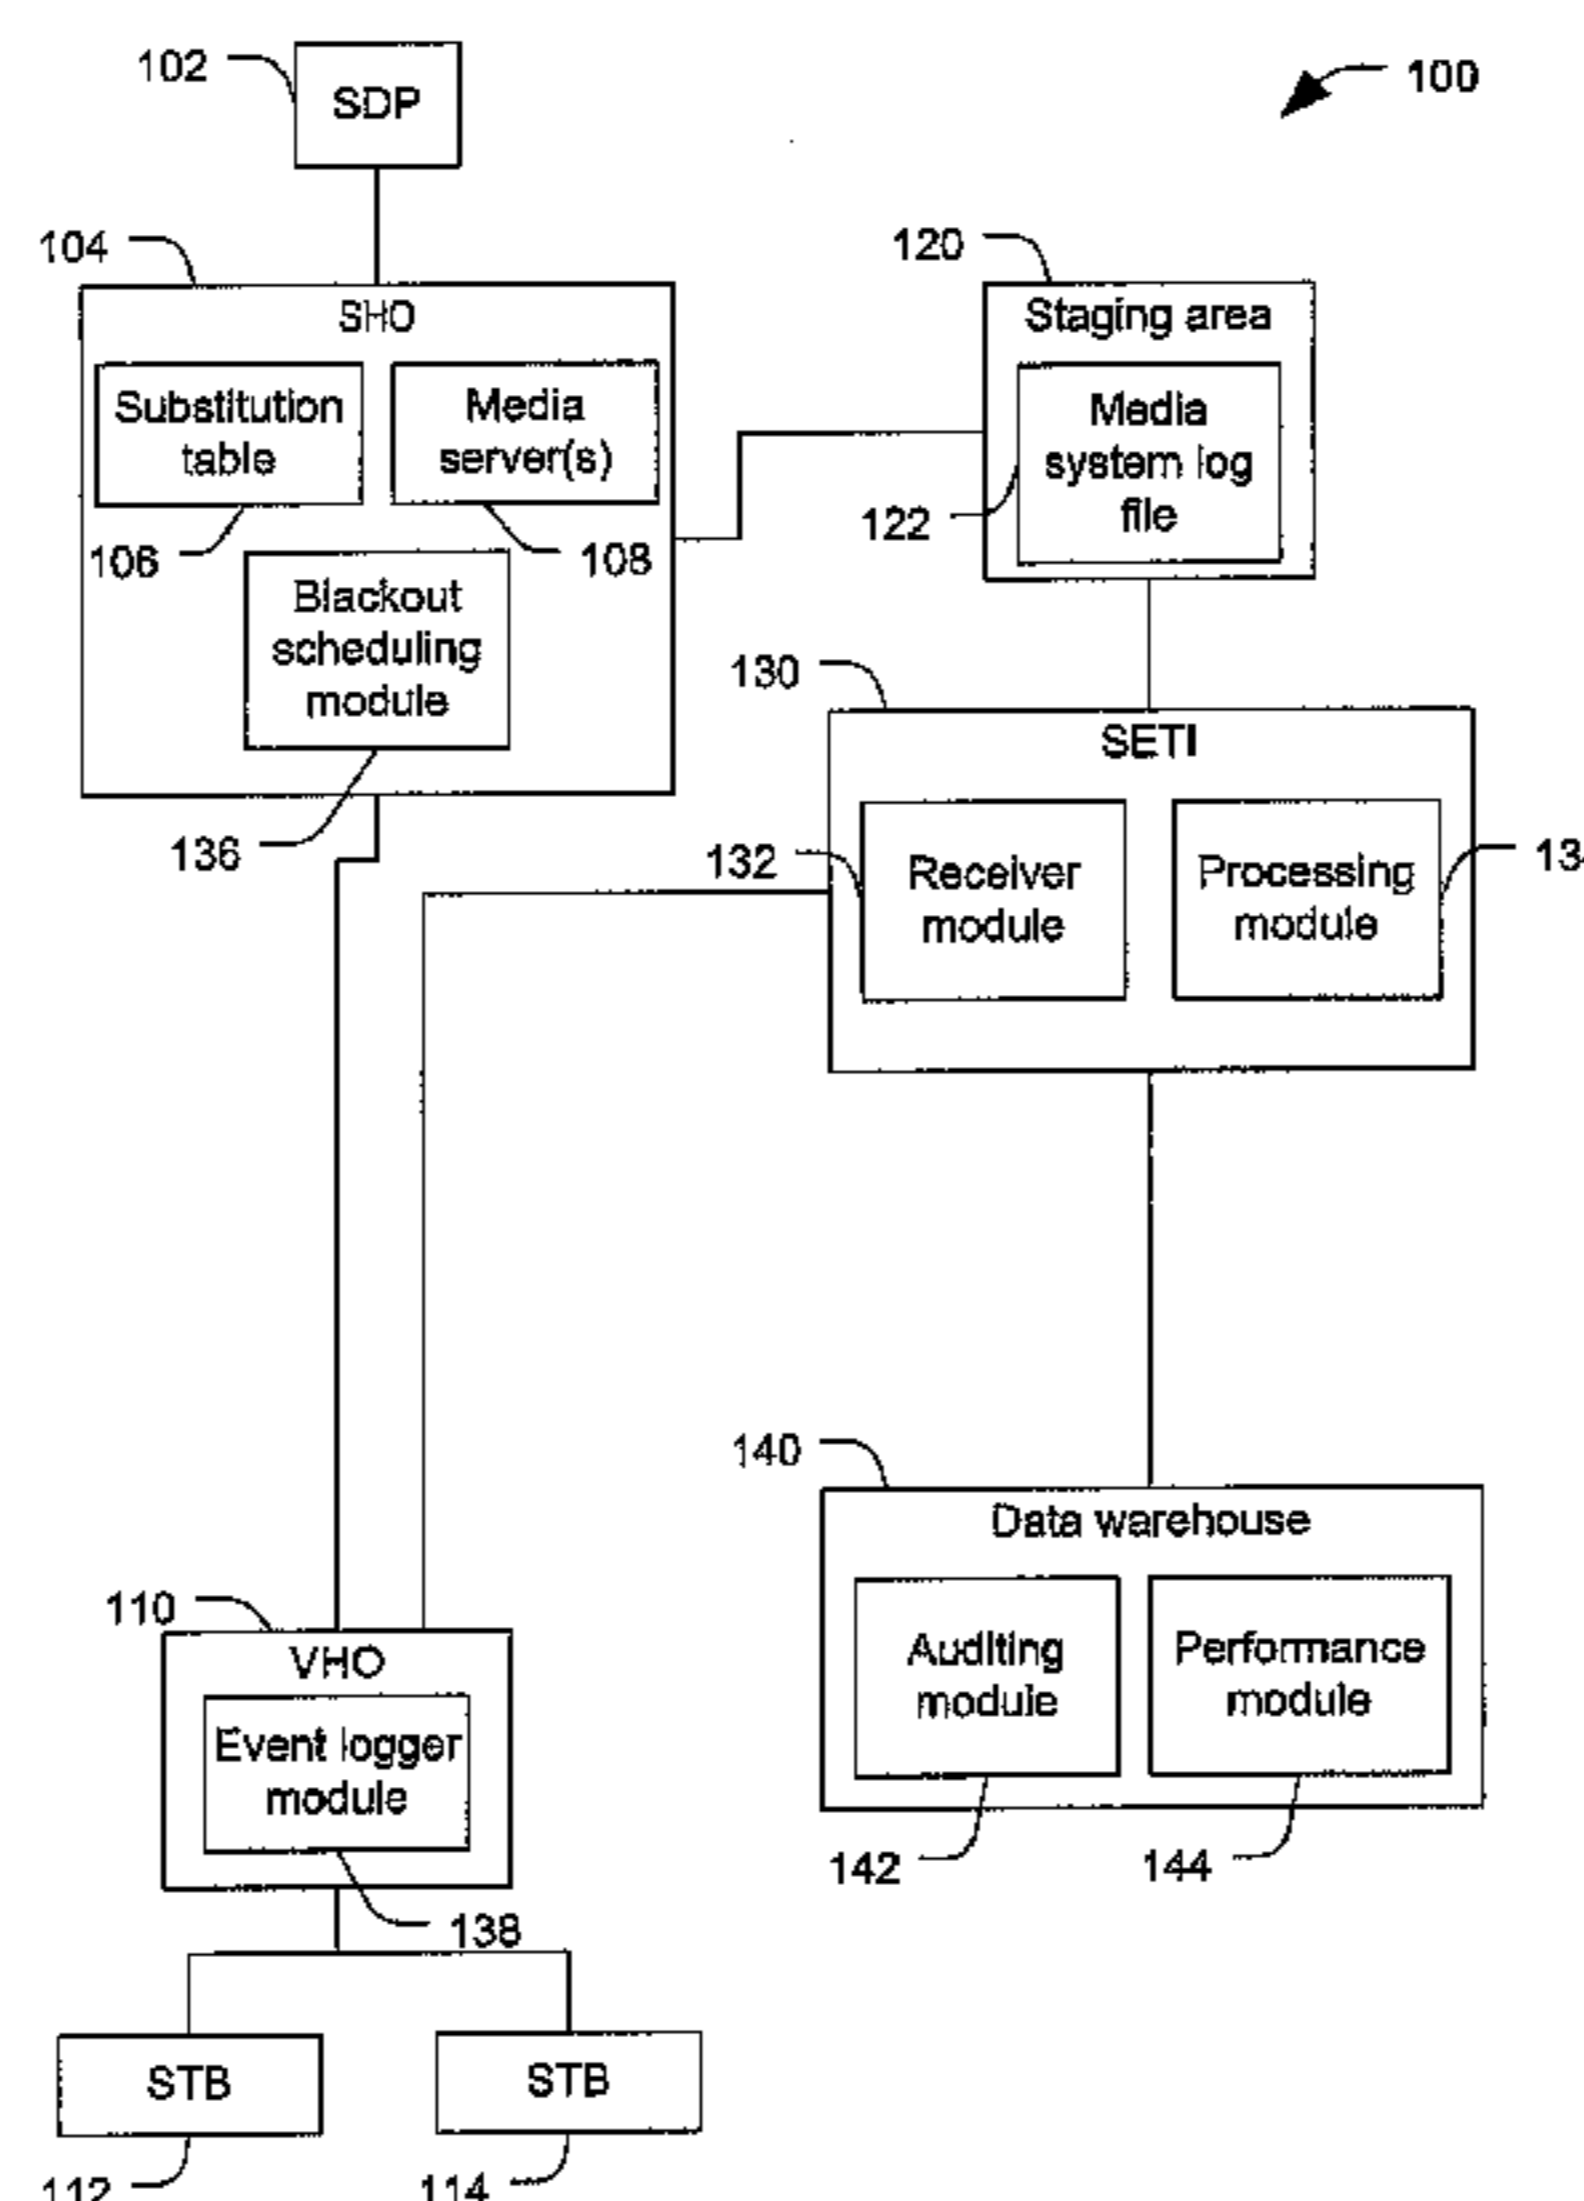 102
SDP
100
104
SHO
Substitution
table
Media
server(s)
106
108
Blackout
scheduling
module
136
120
Staging area
Media
system log
file
122
130
SETI
132
Receiver
module
Processing
module
140
Data warehouse
Auditing
module
Performance
module
142
144
110
VHO
Event logger
module
138
STB
STB
112
114